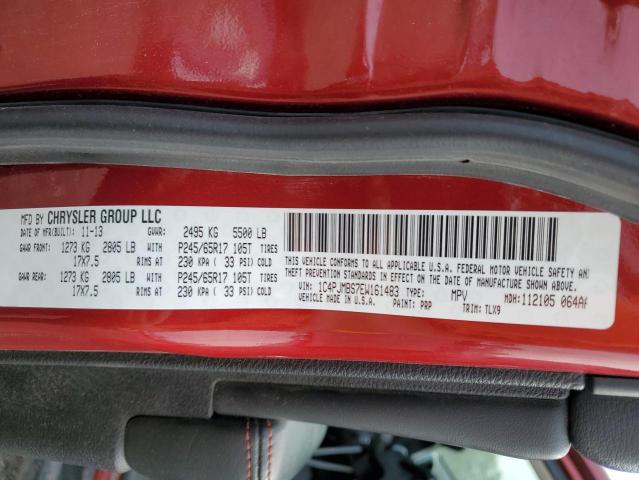 MFD BY CHRYSLER GROUP LLC
DATE OF MFR(BUILT): 11-13 GVWR: 2495 KG 5500 LB
GAWR FRONT: 1273 KG 2805 LB WITH P245/65R17 105T TIRES
17X7.5 RIMS AT 230 KPA ( 33 PSI) COLD
GAWR REAR: 1273 KG 2805 LB WITH P245/65R17 105T TIRES
17X7.5 RIMS AT 230 KPA ( 33 PSI) COLD
THIS VEHICLE CONFORMS TO ALL APPLICABLE U.S.A. FEDERAL MOTOR VEHICLE SAFETY AN
THEFT PREVENTION STANDARDS IN EFFECT ON THE DATE OF MANUFACTURE SHOWN ABOVE.
VEHICLE MADE IN U.S.A.
VIN: 1C4PJMBS7EW161483 TYPE: MPV MDH: 112105 064AA
PAINT: PRP TRIM: TLX9